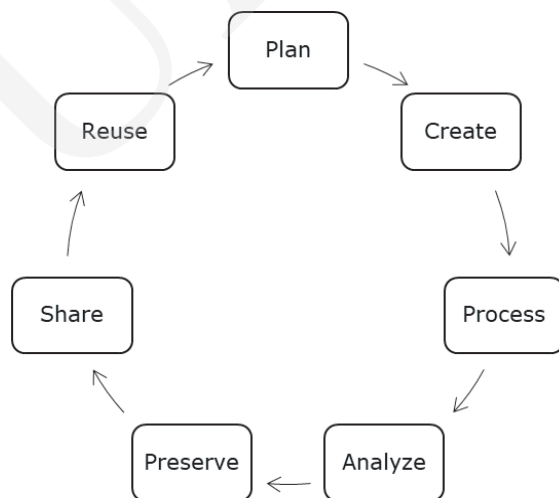 Plan
Create
Process
Analyze
Preserve
Share
Reuse